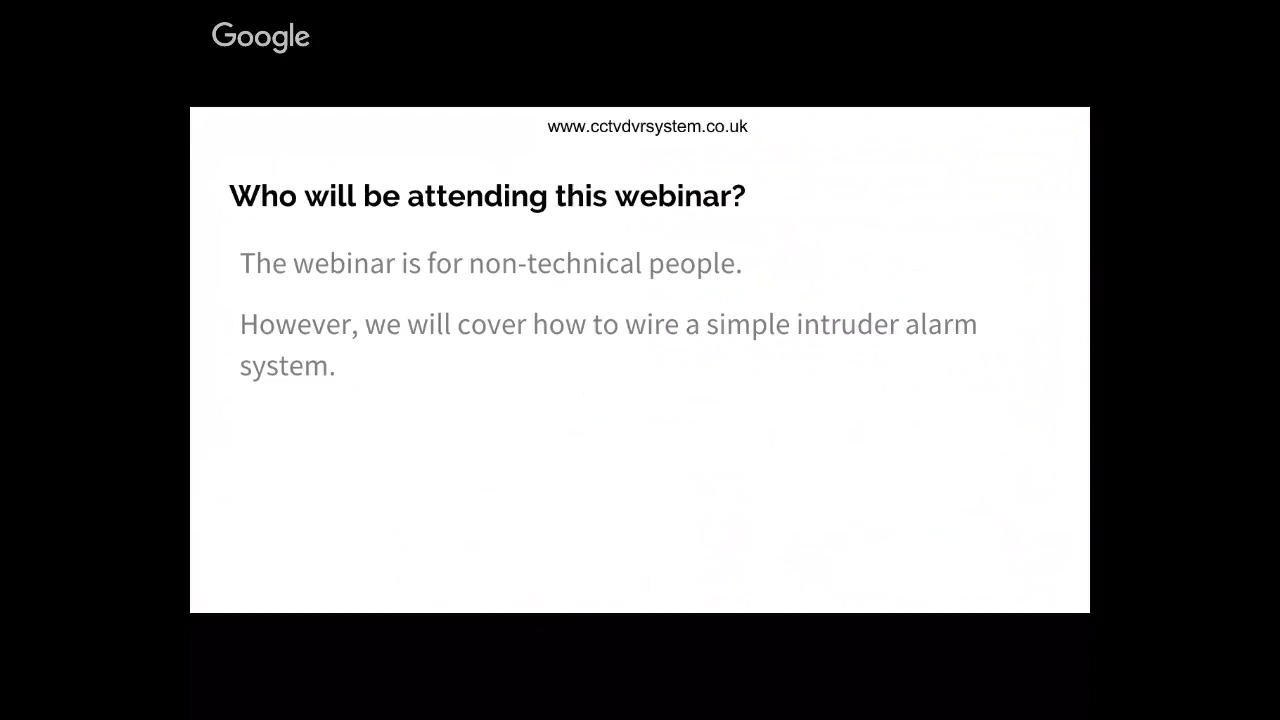 Google
www.cctvdvrsystem.co.uk
Who will be attending this webinar?
The webinar is for non-technical people.
However, we will cover how to wire a simple intruder alarm
system.